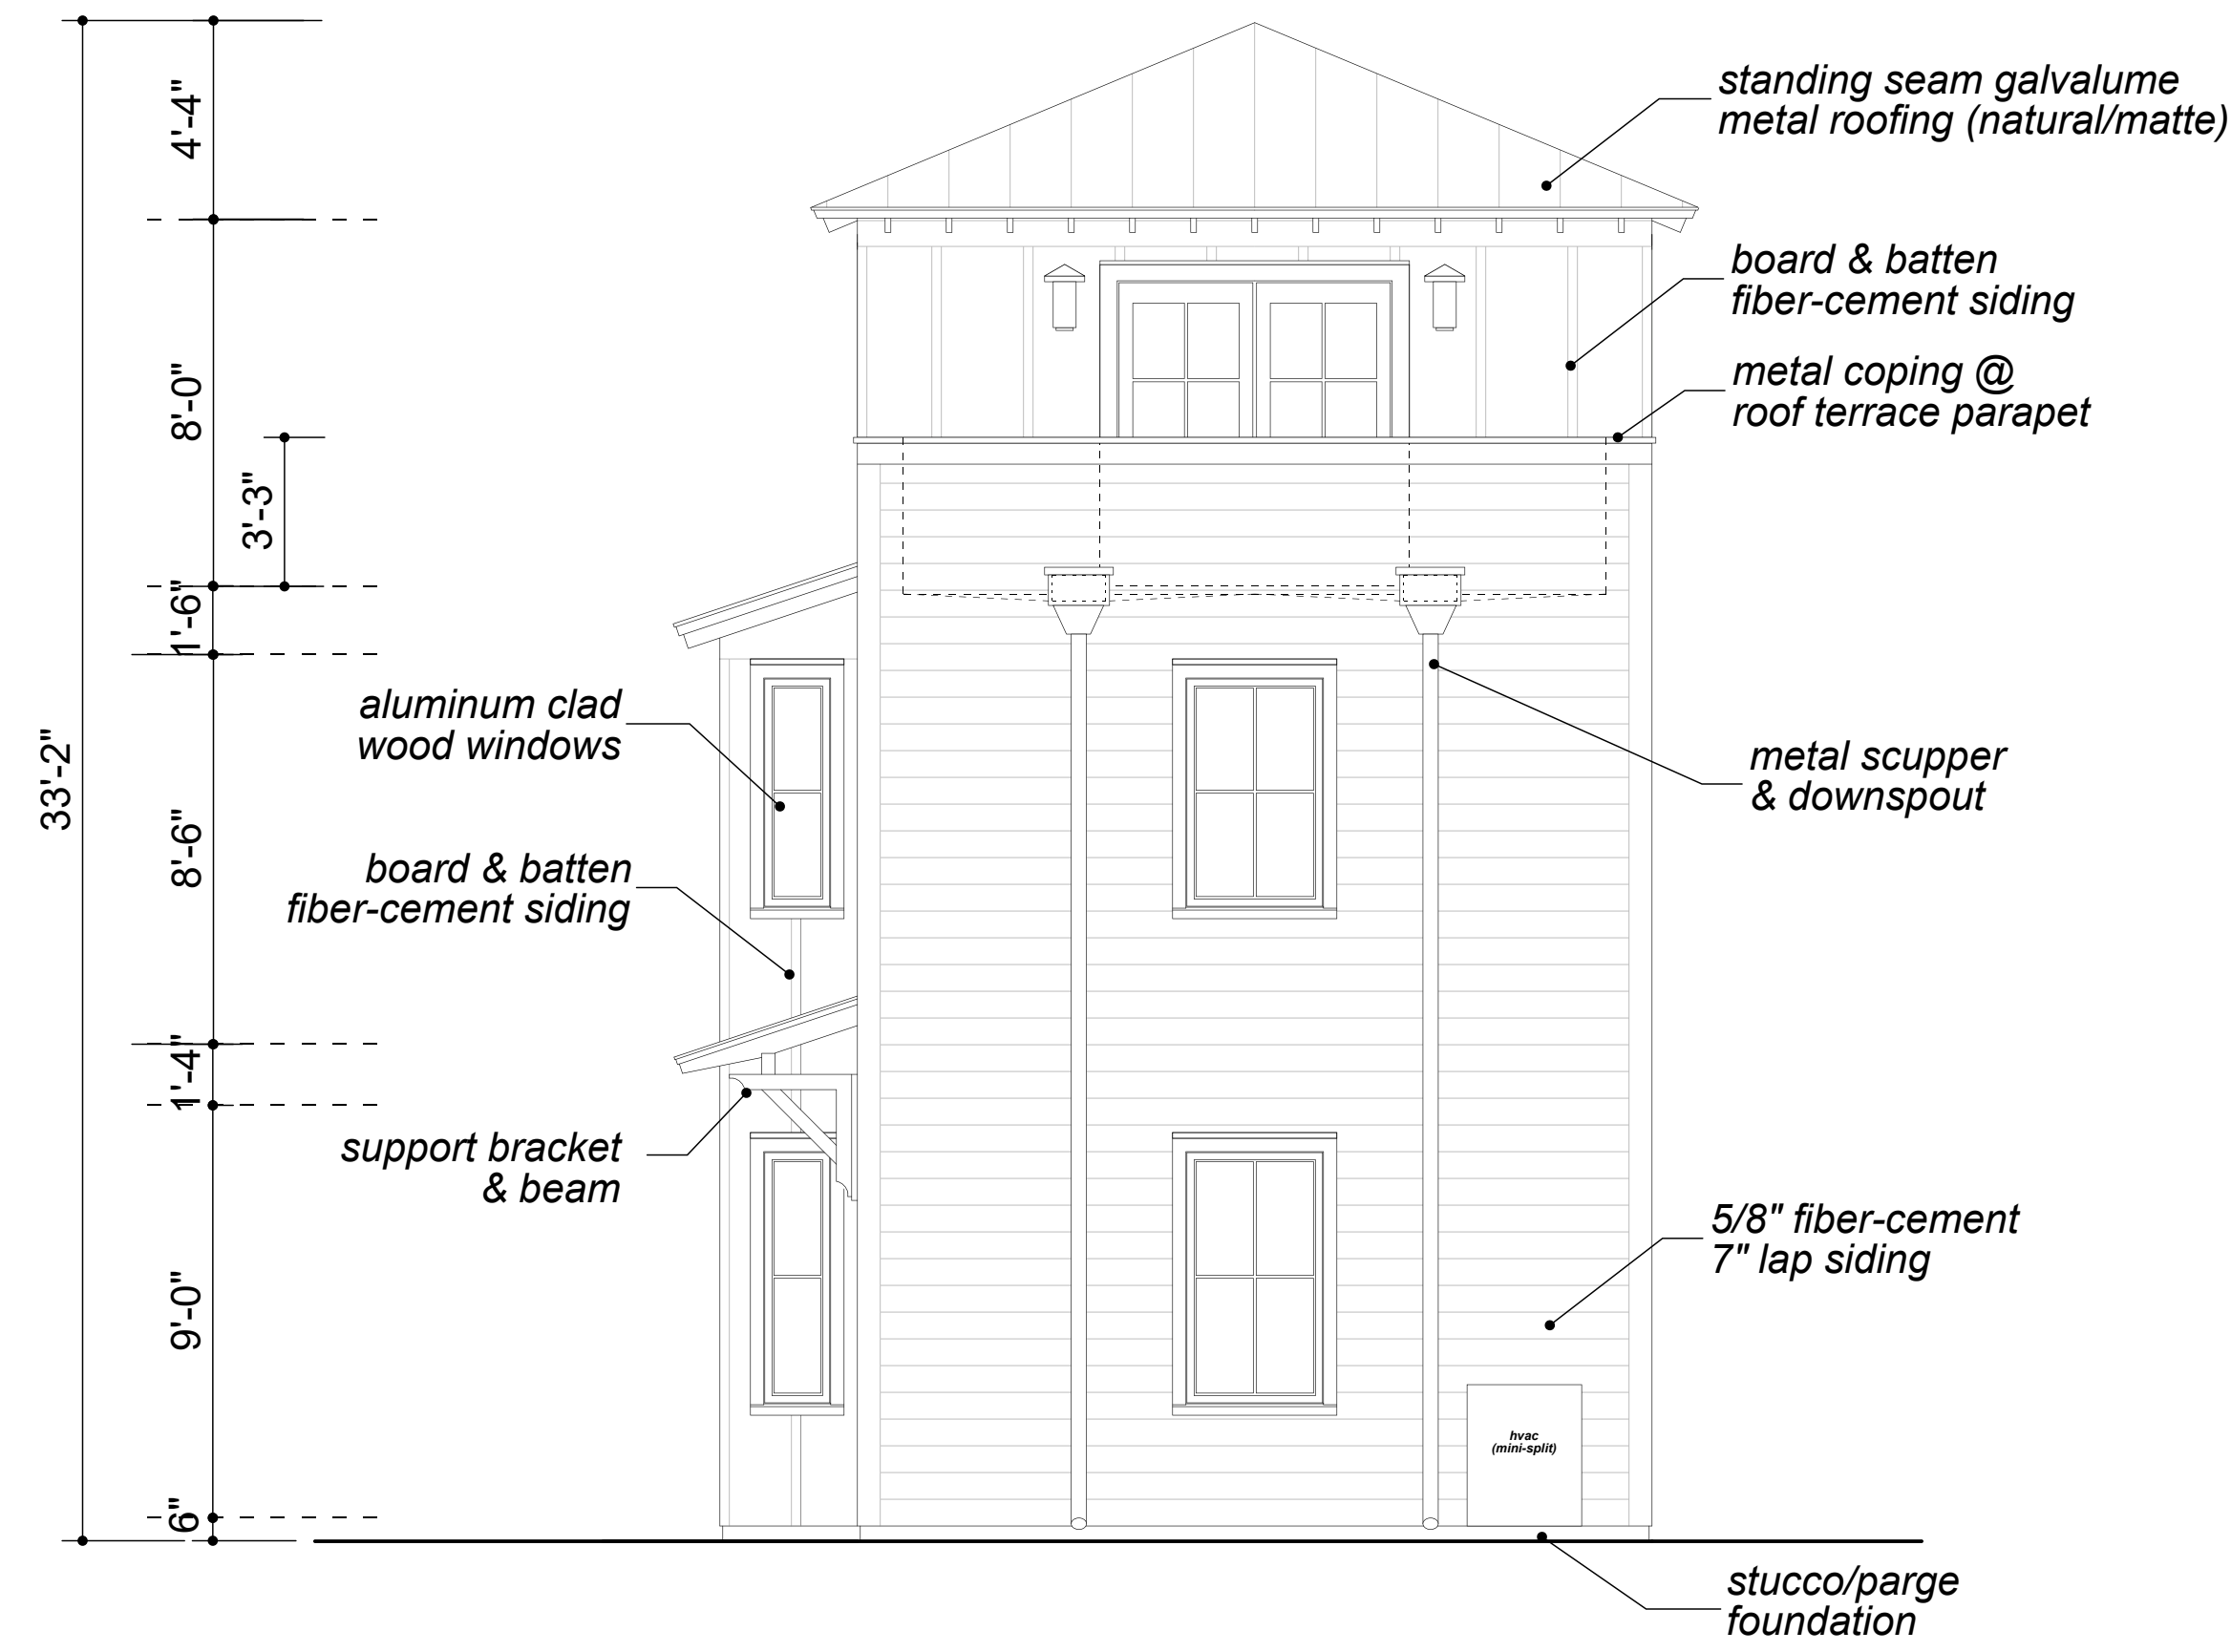 4'-4"
standing seam galvalume
metal roofing (natural/matte)
board & batten
fiber-cement siding
8'-0"
metal coping @
roof terrace parapet
3'-3"
1'-6"
33'-2"
aluminum clad
wood windows
metal scupper
& downspout
8'-6"
board & batten
fiber-cement siding
1'-4"
support bracket
& beam
5/8" fiber-cement
7" lap siding
9'-0"
hvac
(mini-split)
6"
stucco/parge
foundation